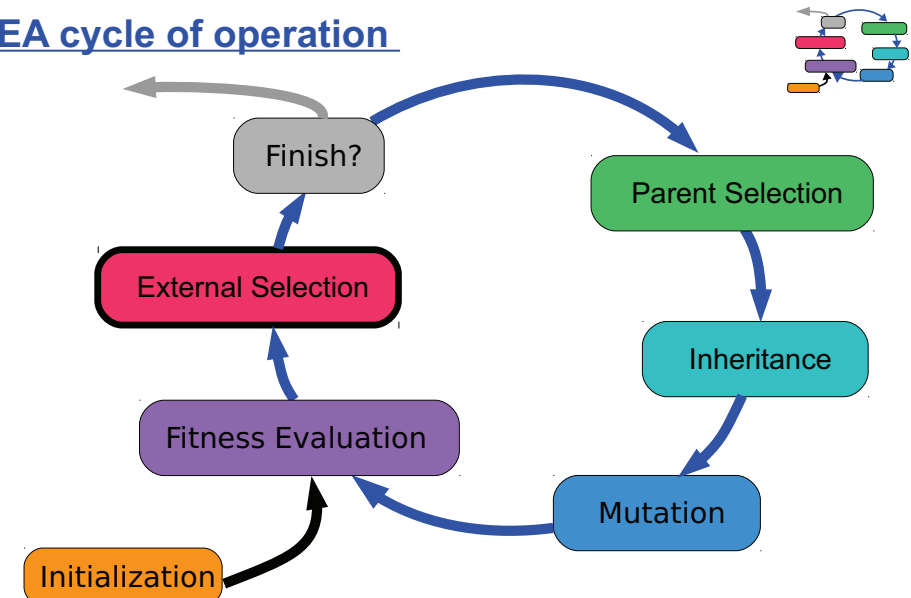 EA cycle of operation
Finish?
Parent Selection
External Selection
Inheritance
Fitness Evaluation
Mutation
Initialization